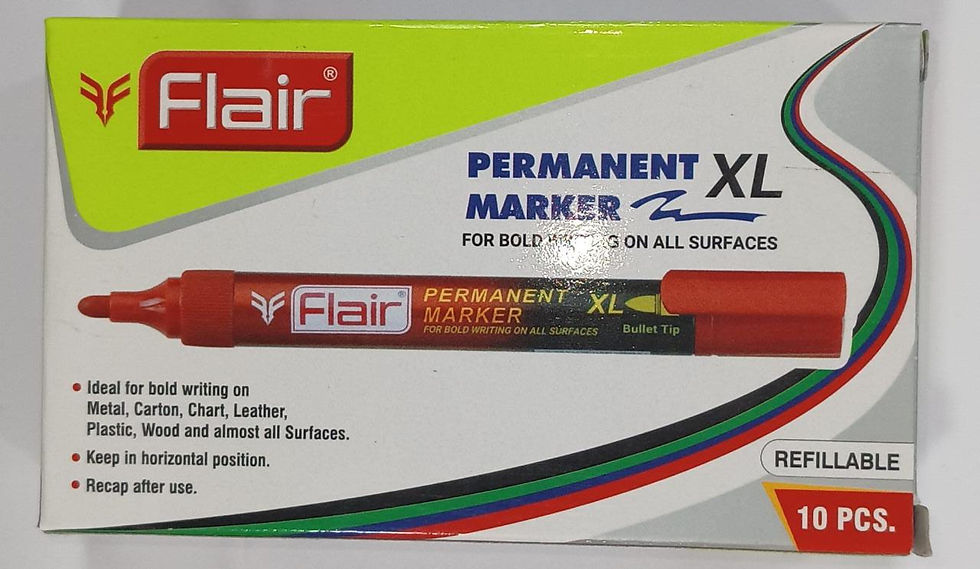 Flair®
PERMANENT XL
MARKER
FOR BOLD WRITING ON ALL SURFACES
Flair®
PERMANENT
MARKER
FOR BOLD WRITING ON ALL SURFACES
XL
Bullet Tip
• Ideal for bold writing on
Metal, Carton, Chart, Leather,
Plastic, Wood and almost all Surfaces.
• Keep in horizontal position.
• Recap after use.
REFILLABLE
10 PCS.